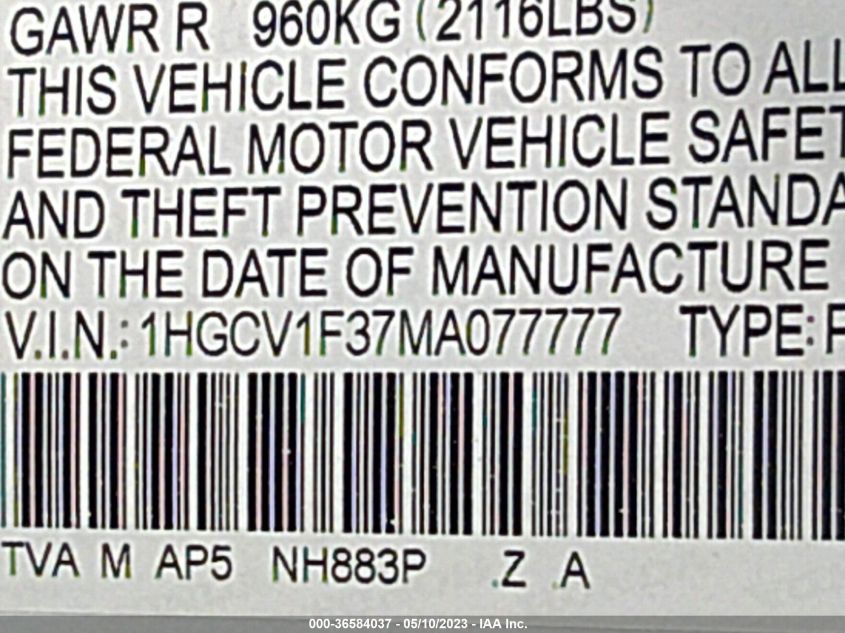 GAWR R 960KG (2116LBS)
THIS VEHICLE CONFORMS TO ALL
FEDERAL MOTOR VEHICLE SAFET
AND THEFT PREVENTION STANDA
ON THE DATE OF MANUFACTURE
V.I.N.: 1HGCV1F37MA077777 TYPE: P
TVA M AP5 NH883P .Z .A
000-36584037 - 05/10/2023 - IAA Inc.